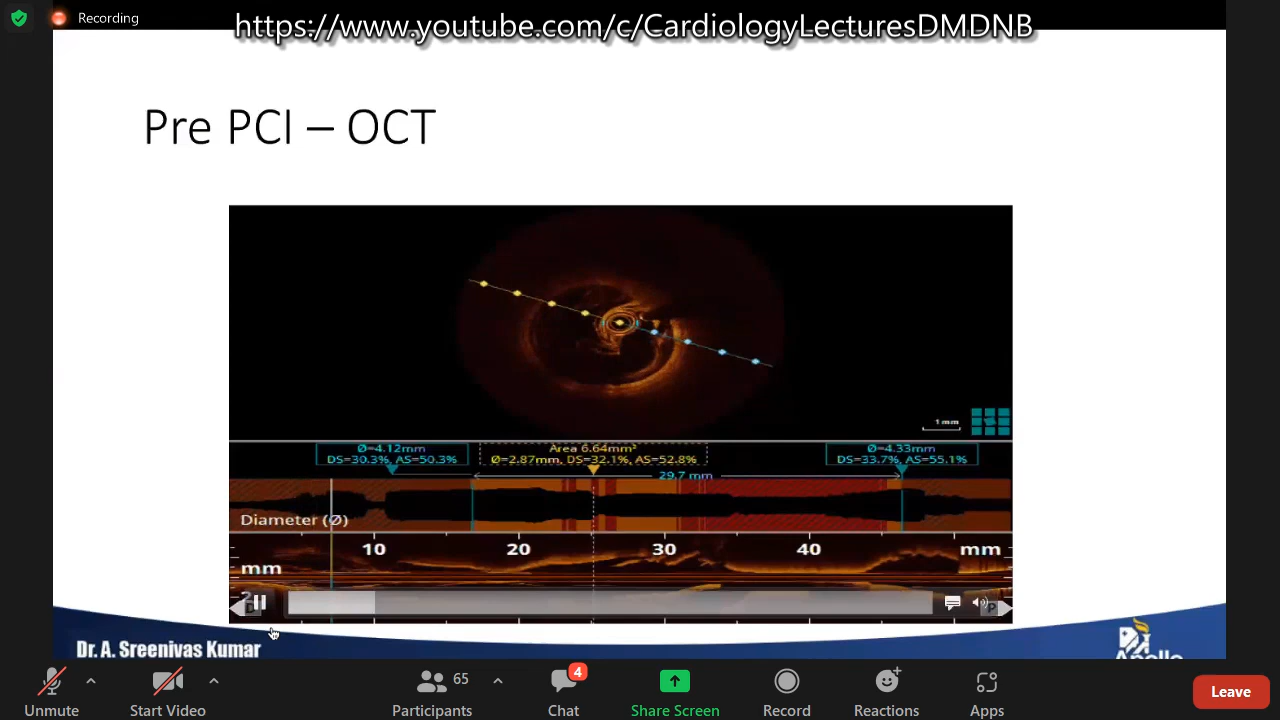 Recording
https://www.youtube.com/c/CardiologyLecturesDMDNB
Pre PCI – OCT
1 mm
Ø=4.12mm
DS=30.3%, AS=50.3%
Area 6.64mm²
Ø=2.87mm, DS=32.1%, AS=52.8%
Ø=4.33mm
DS=33.7%, AS=55.1%
29.7 mm
Diameter (Ø)
10 20 30 40 mm
mm
P
Dr. A. Sreenivas Kumar
Apollo
65
4
Unmute
Start Video
Participants
Chat
Share Screen
Record
Reactions
Apps
Leave